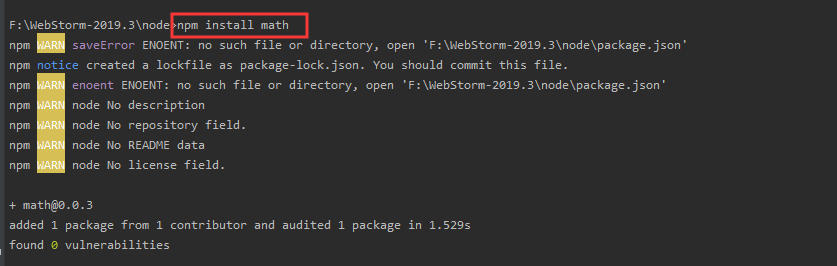 F:\WebStorm-2019.3\node>npm install math
npm WARN saveError ENOENT: no such file or directory, open 'F:\WebStorm-2019.3\node\package.json'
npm notice created a lockfile as package-lock.json. You should commit this file.
npm WARN enoent ENOENT: no such file or directory, open 'F:\WebStorm-2019.3\node\package.json'
npm WARN node No description
npm WARN node No repository field.
npm WARN node No README data
npm WARN node No license field.
+ math@0.0.3
added 1 package from 1 contributor and audited 1 package in 1.529s
found 0 vulnerabilities